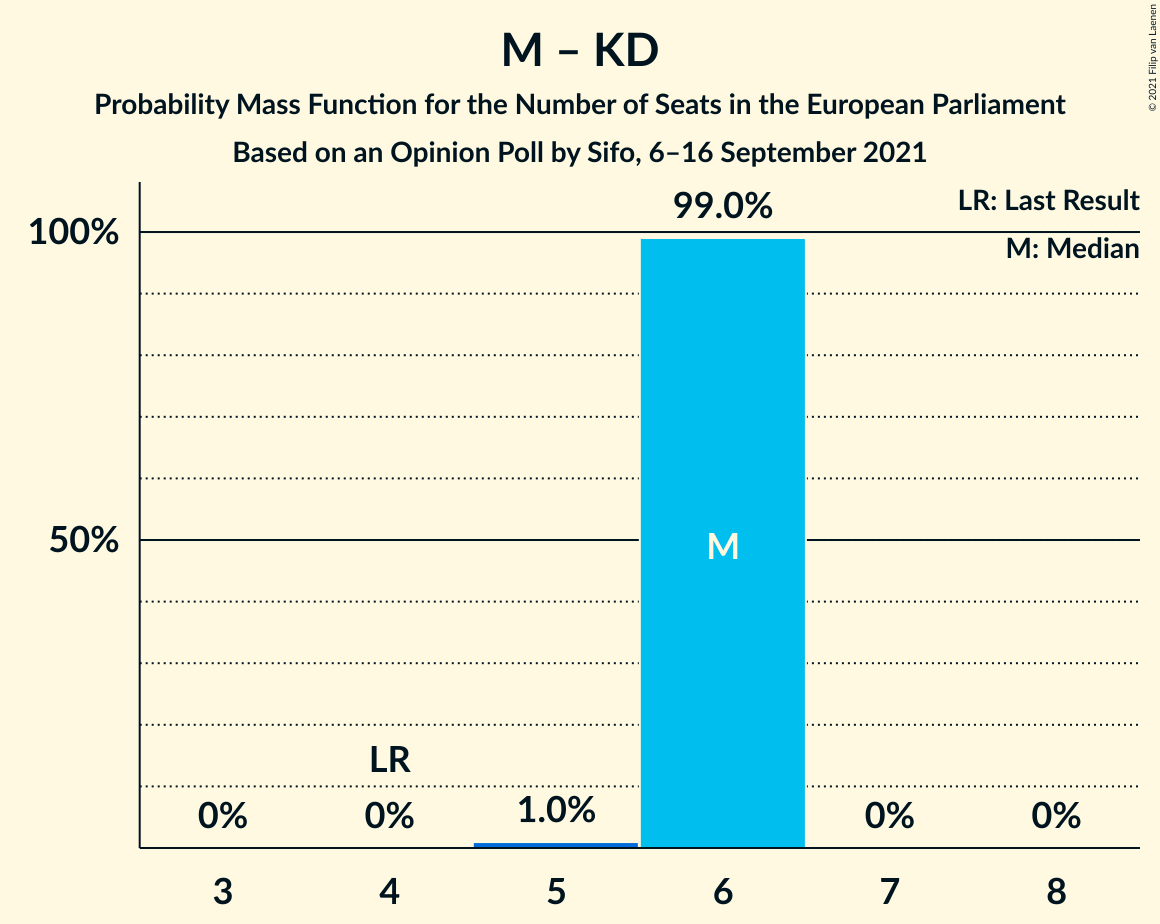 M – KD
Probability Mass Function for the Number of Seats in the European Parliament
Based on an Opinion Poll by Sifo, 6–16 September 2021
© 2021 Filip van Laenen
LR: Last Result
M: Median
99.0%
100%
50%
M
LR
0%
0%
1.0%
0%
0%
3
4
5
6
7
8